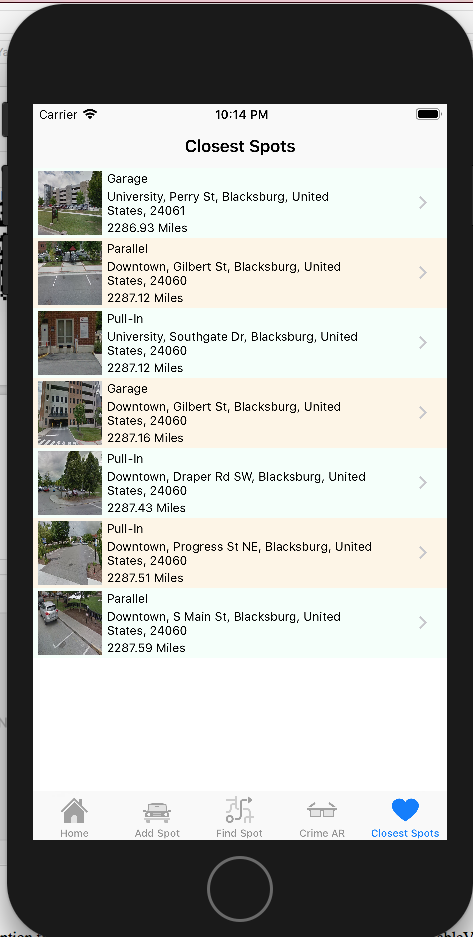 Carrier 10:14 PM
Closest Spots
Garage
University, Perry St, Blacksburg, United
States, 24061
2286.93 Miles
Parallel
Downtown, Gilbert St, Blacksburg, United
States, 24060
2287.12 Miles
Pull-In
University, Southgate Dr, Blacksburg, United
States, 24060
2287.12 Miles
Garage
Downtown, Gilbert St, Blacksburg, United
States, 24060
2287.16 Miles
Pull-In
Downtown, Draper Rd SW, Blacksburg, United
States, 24060
2287.43 Miles
Pull-In
Downtown, Progress St NE, Blacksburg, United
States, 24060
2287.51 Miles
Parallel
Downtown, S Main St, Blacksburg, United
States, 24060
2287.59 Miles
Home Add Spot Find Spot Crime AR Closest Spots